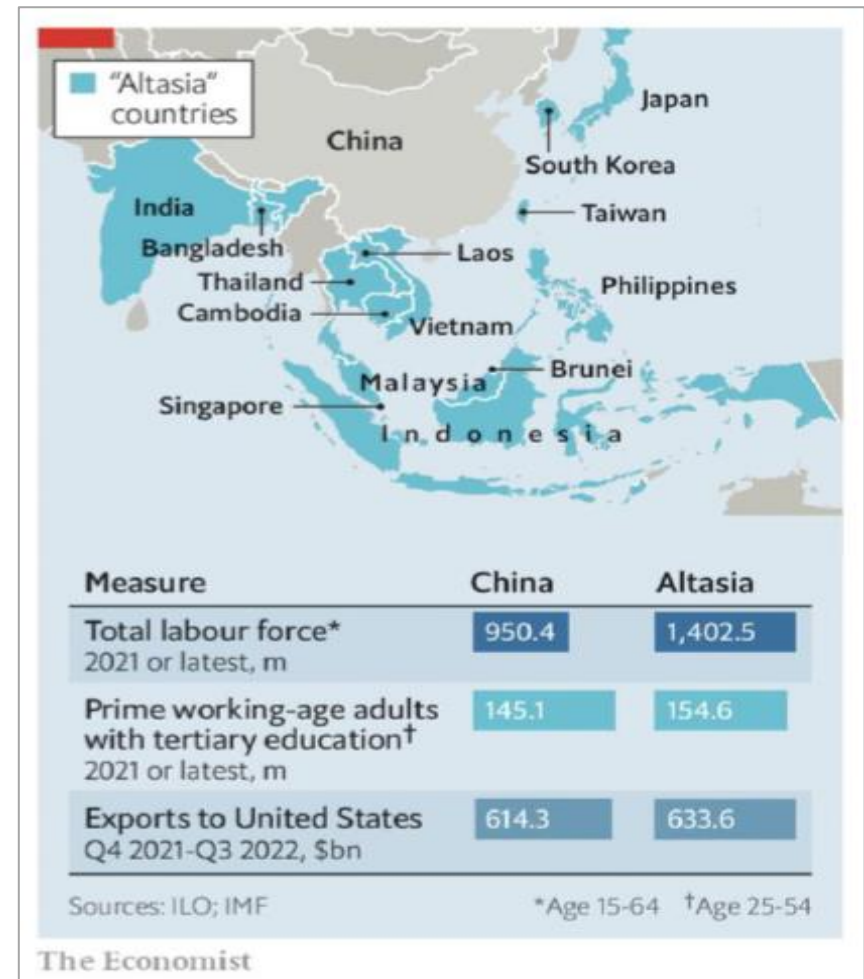 "Altasia"
countries
Japan
China
South Korea
India
Taiwan
Bangladesh
Laos
Thailand
Philippines
Cambodia
Vietnam
Brunei
Malaysia
Singapore
Indonesia
Measure China Altasia
Total labour force* 950.4 1,402.5
2021 or latest, m
Prime working-age adults 145.1 154.6
with tertiary education†
2021 or latest, m
Exports to United States 614.3 633.6
Q4 2021-Q3 2022, $bn
Sources: ILO; IMF *Age 15-64 †Age 25-54
The Economist